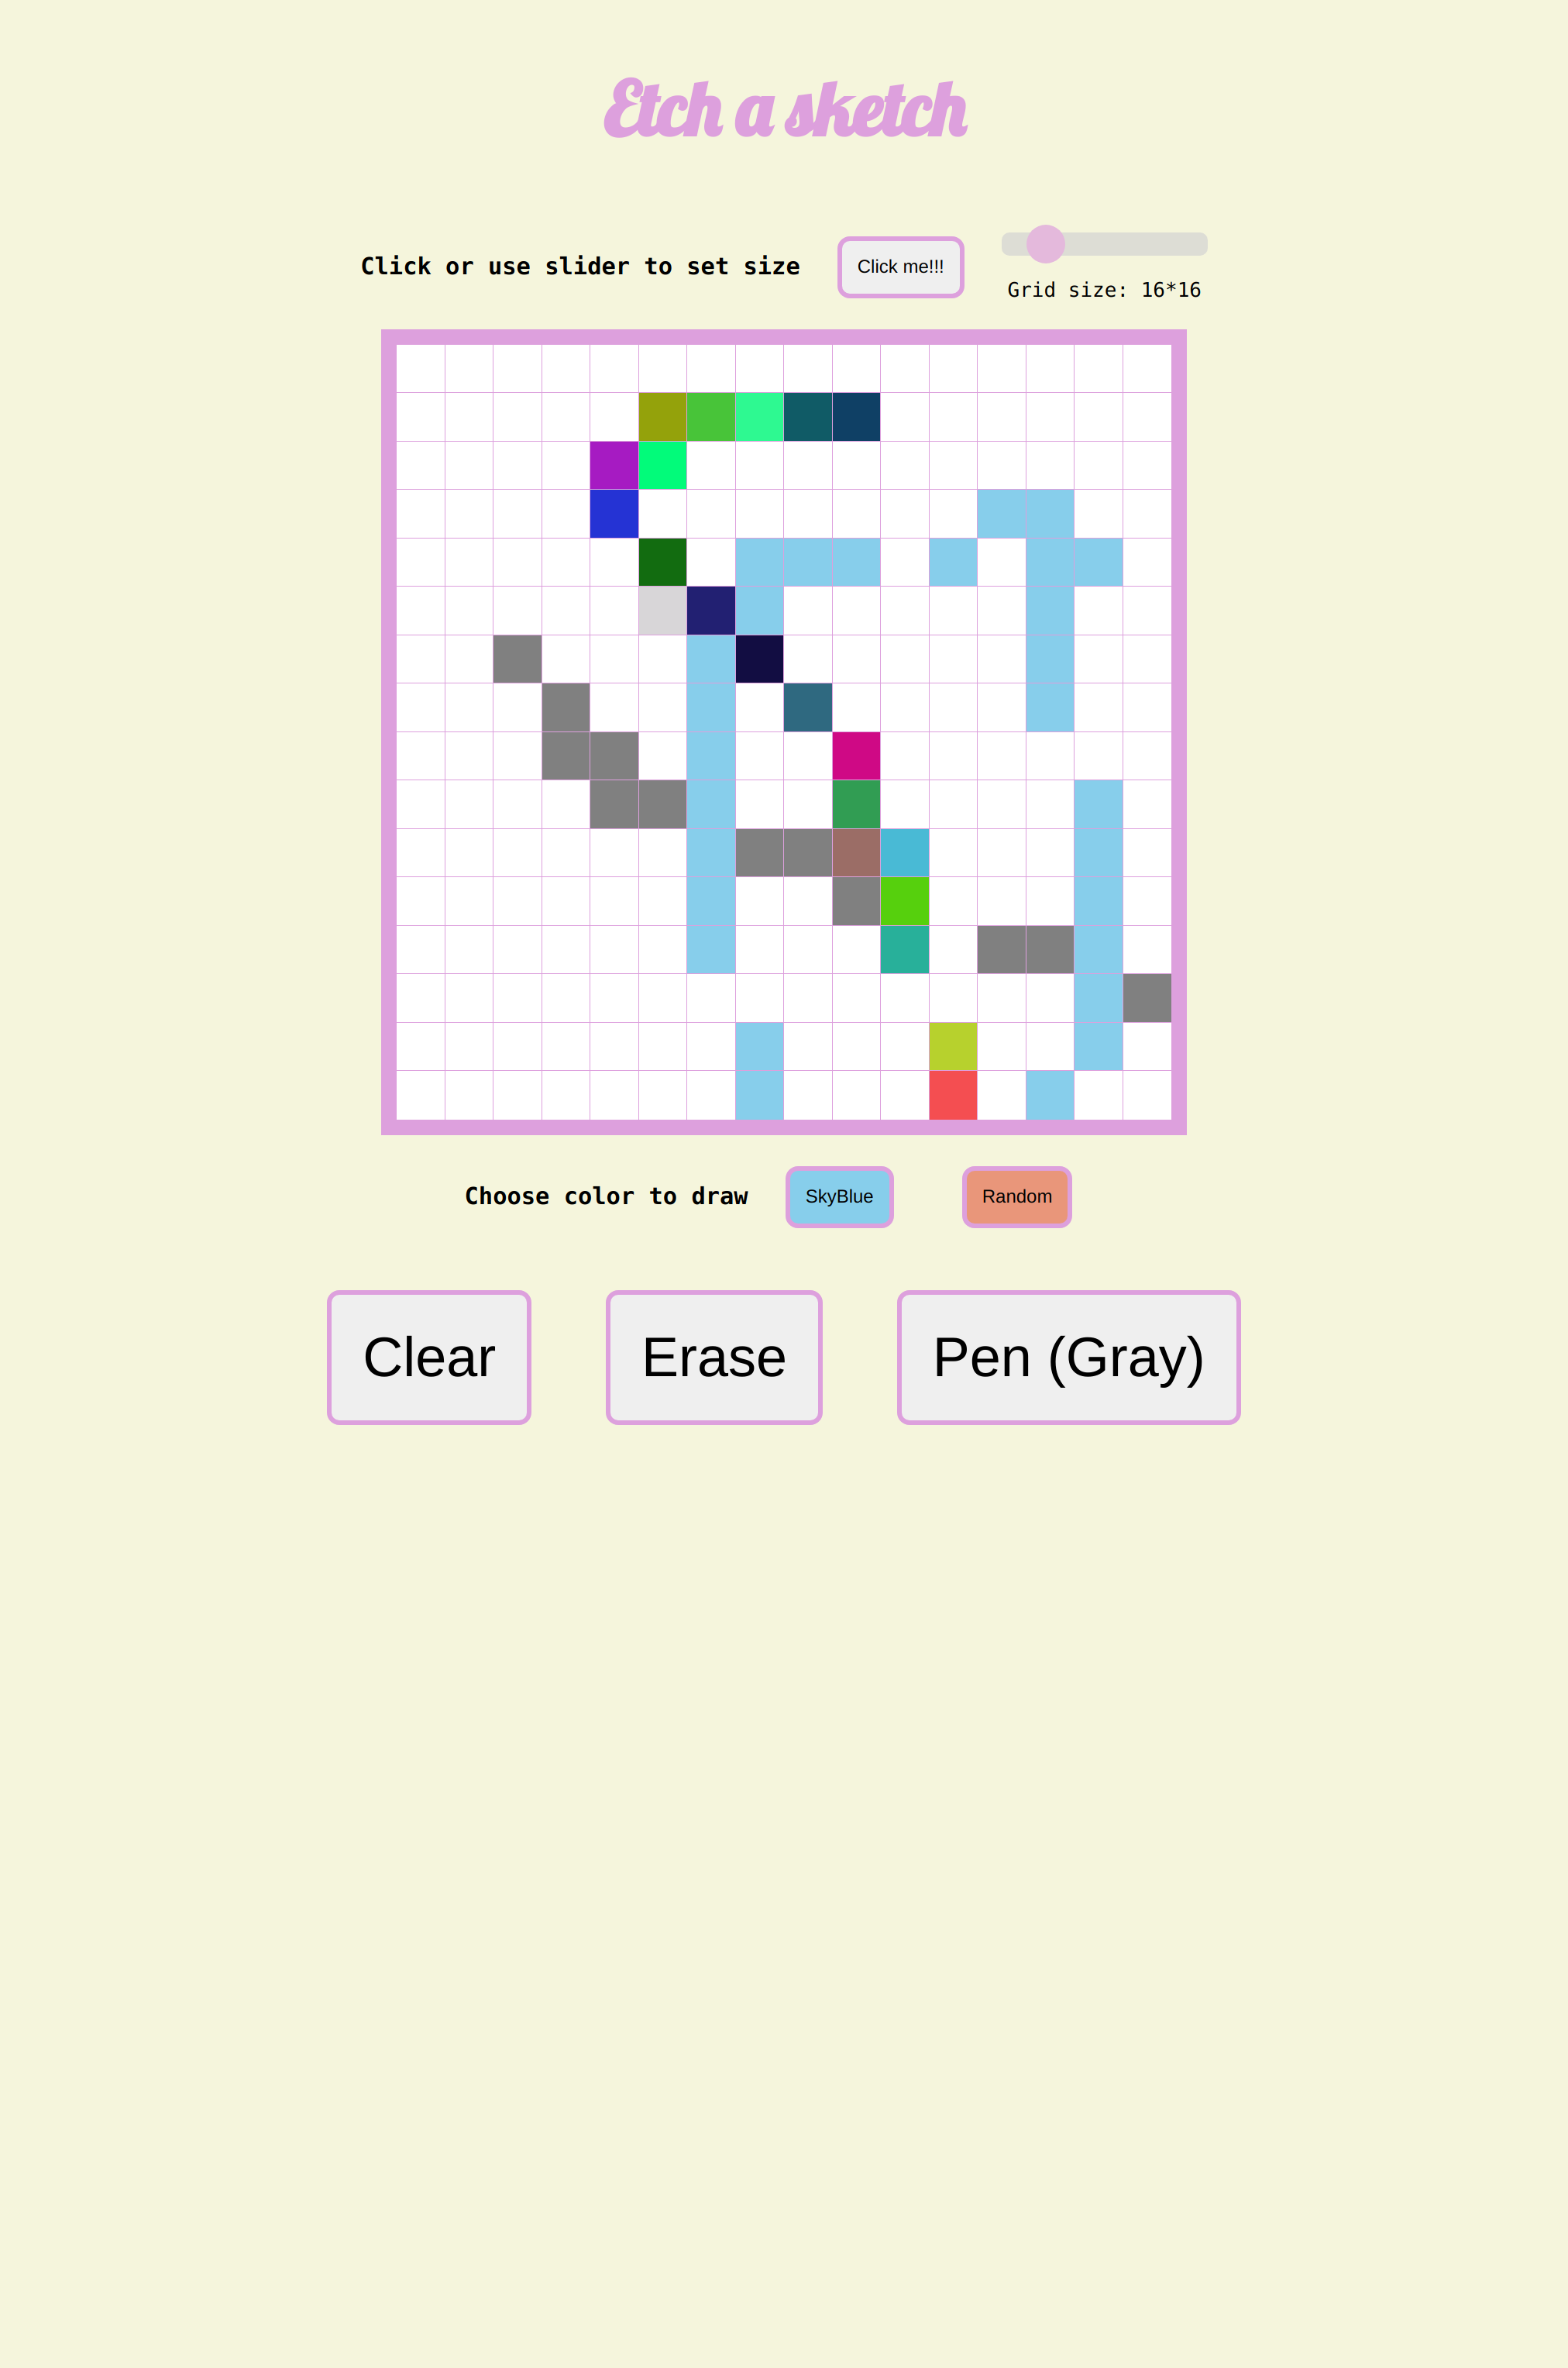 Etch a sketch
Click or use slider to set size
Click me!!!
Grid size: 16*16
Choose color to draw
SkyBlue
Random
Clear
Erase
Pen (Gray)